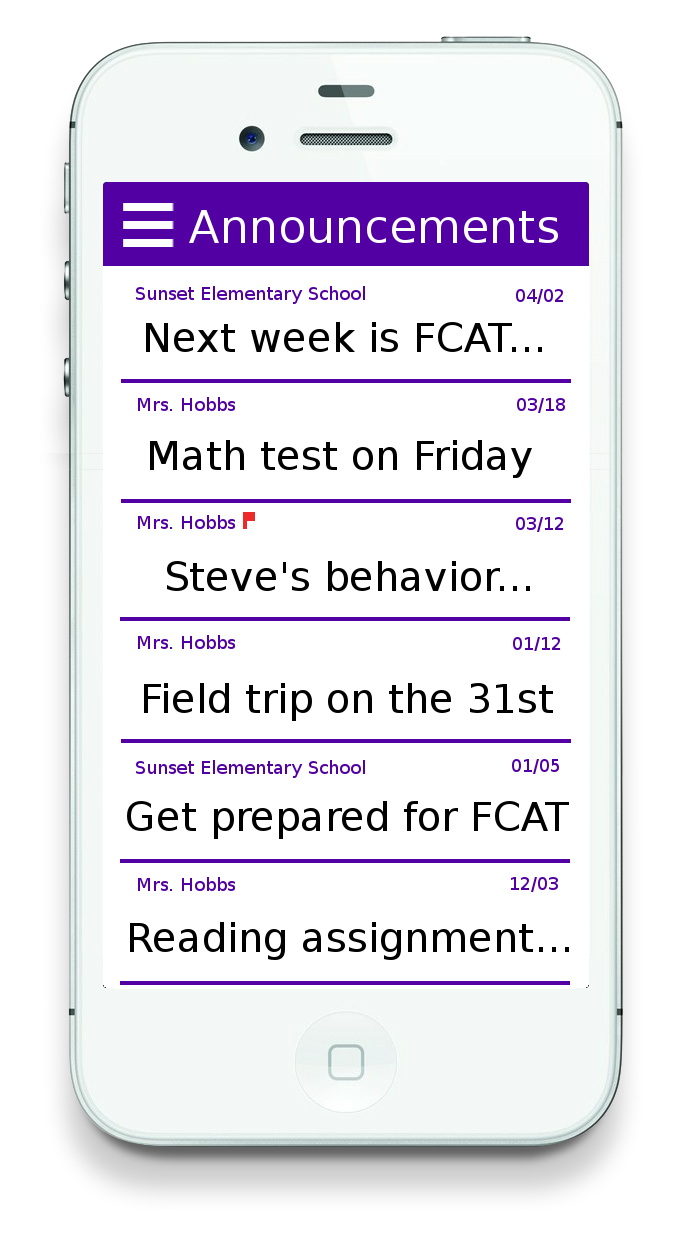 Announcements
Sunset Elementary School 04/02
Next week is FCAT...
Mrs. Hobbs 03/18
Math test on Friday
Mrs. Hobbs 03/12
Steve's behavior...
Mrs. Hobbs 01/12
Field trip on the 31st
Sunset Elementary School 01/05
Get prepared for FCAT
Mrs. Hobbs 12/03
Reading assignment...